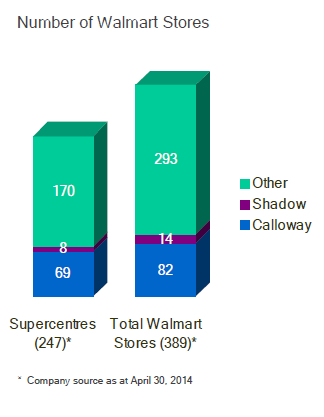 Number of Walmart Stores
293
170
Other
14
Shadow
8
Calloway
69
82
Supercentres
(247)*
Total Walmart
Stores (389)*
* Company source as at April 30, 2014